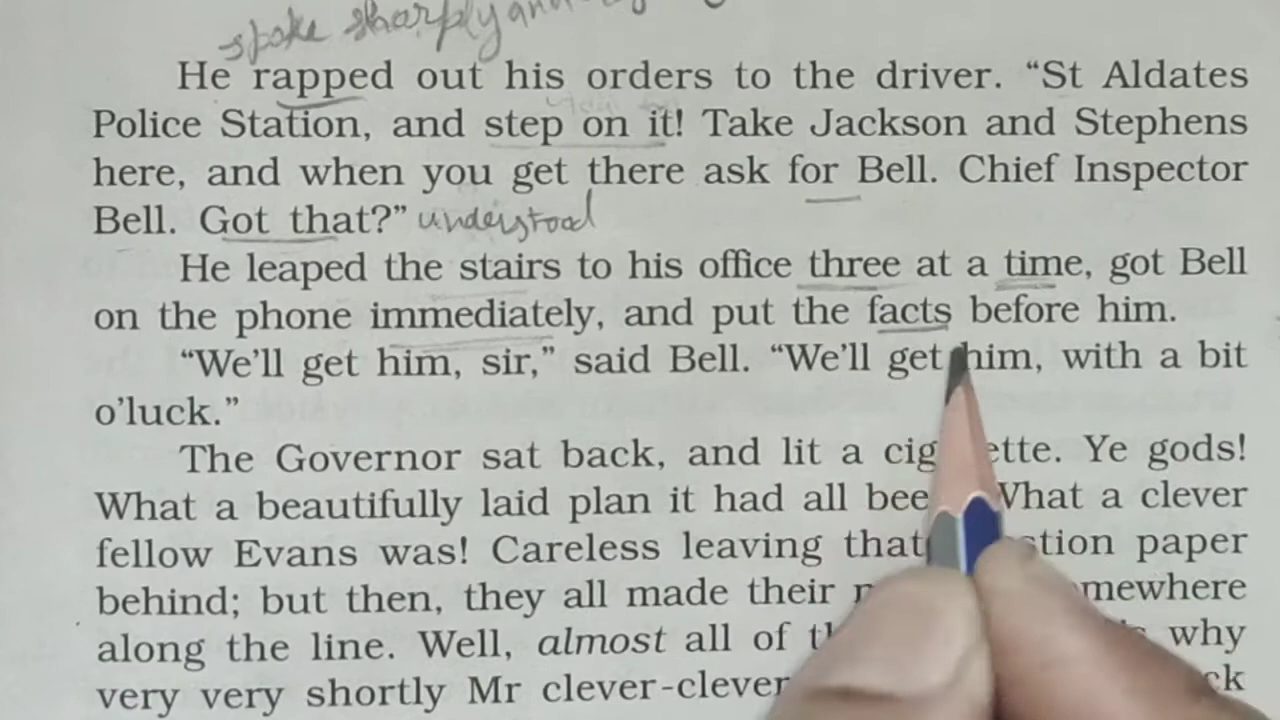 spoke sharply and
He rapped out his orders to the driver. “St Aldates
Police Station, and step on it! Take Jackson and Stephens
here, and when you get there ask for Bell. Chief Inspector
Bell. Got that?” understood
He leaped the stairs to his office three at a time, got Bell
on the phone immediately, and put the facts before him.
“We’ll get him, sir,” said Bell. “We’ll get him, with a bit
o’luck.”
The Governor sat back, and lit a cig ette. Ye gods!
What a beautifully laid plan it had all bee What a clever
fellow Evans was! Careless leaving that stion paper
behind; but then, they all made their mewhere
along the line. Well, almost all of why
very very shortly Mr clever-clever ck